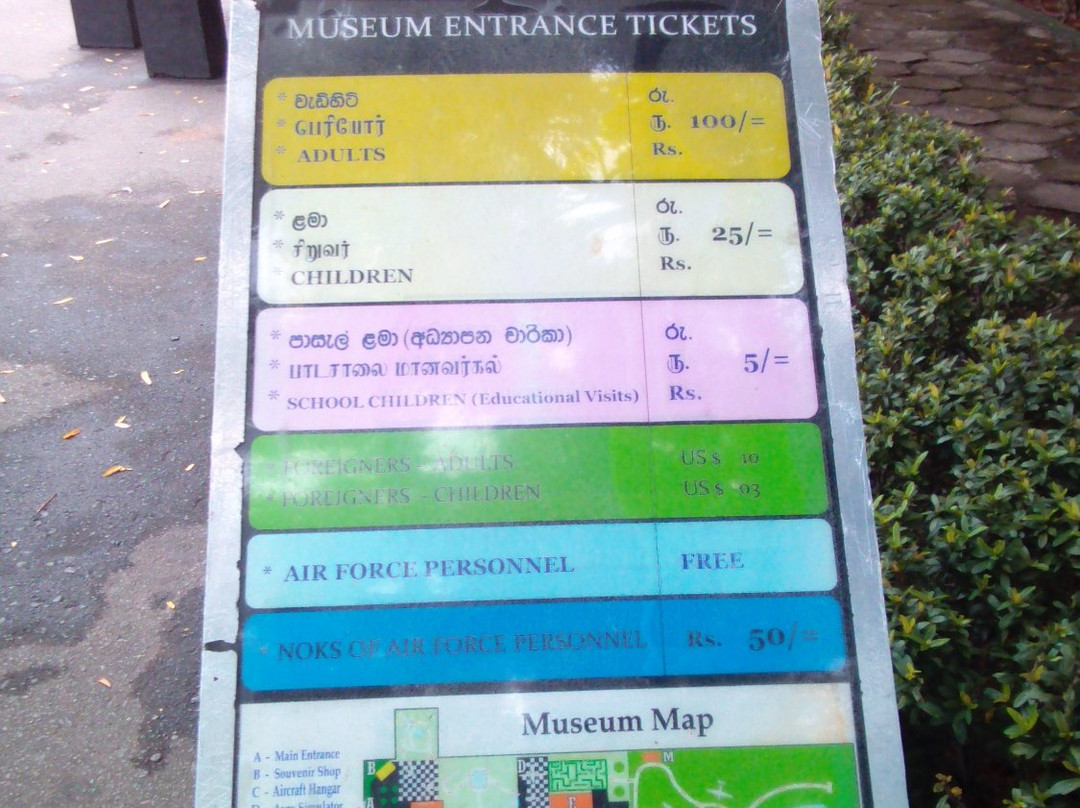 MUSEUM ENTRANCE TICKETS
* වැඩිහිටි රු.
* பெரியோர் ரூ. 100/=
* ADULTS Rs.
* ළමා රු.
* சிறுவர் ரூ. 25/=
* CHILDREN Rs.
* පාසැල් ළමා (අධ්‍යාපන චාරිකා) රු.
* பாடசாலை மானவர்கல் ரூ. 5/=
* SCHOOL CHILDREN (Educational Visits) Rs.
* FOREIGNERS - ADULTS US $ 10
* FOREIGNERS - CHILDREN US $ 03
* AIR FORCE PERSONNEL FREE
* NOKS OF AIR FORCE PERSONNEL Rs. 50/=
Museum Map
A - Main Entrance
B - Souvenir Shop
C - Aircraft Hangar
B
D
M
A
E